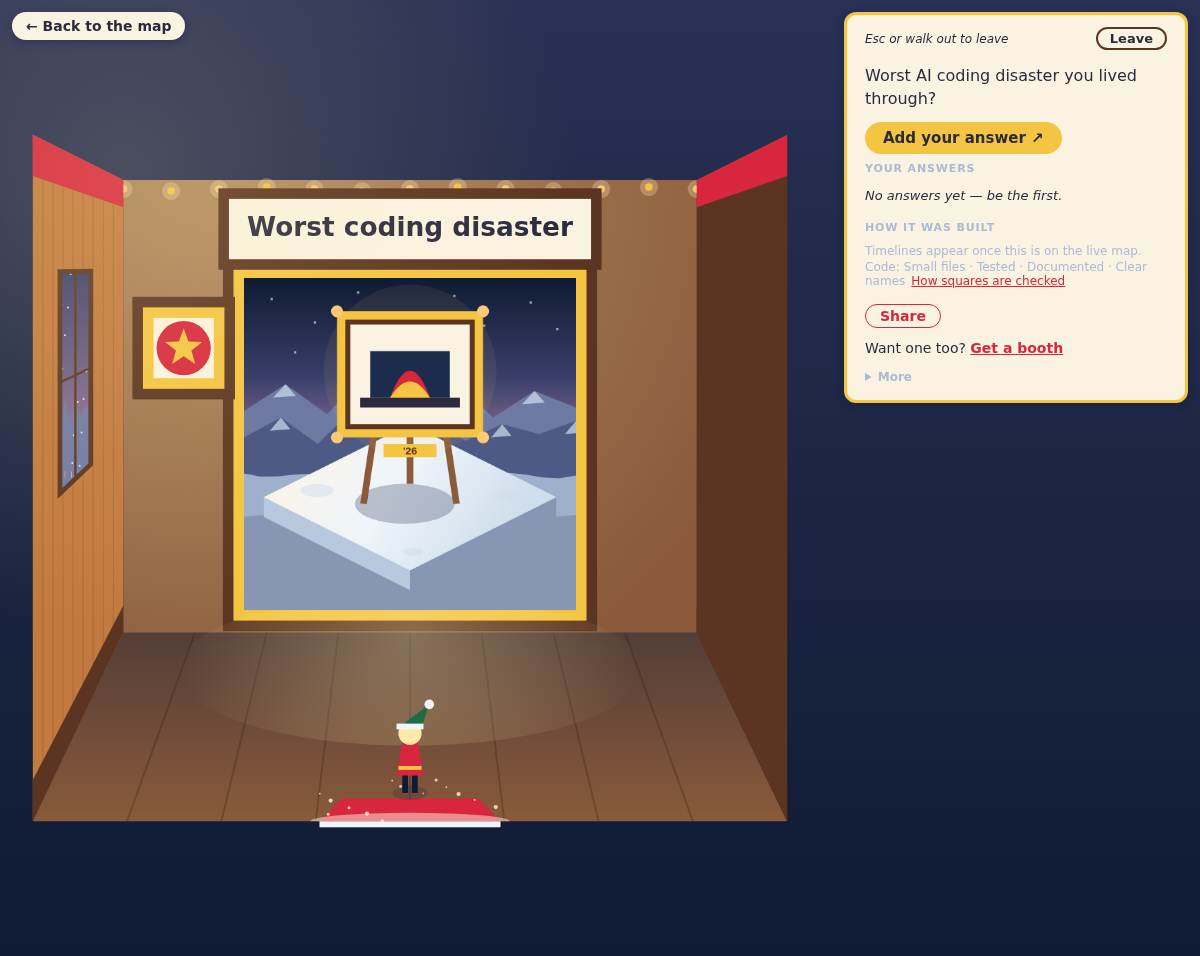 ← Back to the map
Esc or walk out to leave
Leave
Worst AI coding disaster you lived
through?
Add your answer ↗
YOUR ANSWERS
No answers yet — be the first.
HOW IT WAS BUILT
Timelines appear once this is on the live map.
Code: Small files · Tested · Documented · Clear
names How squares are checked
Share
Want one too? Get a booth
More
Worst coding disaster
'26